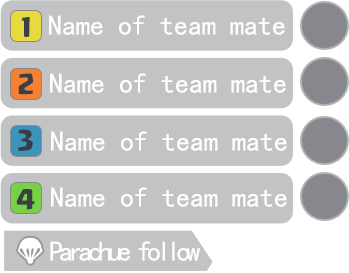 1 Name of team mate
2 Name of team mate
3 Name of team mate
4 Name of team mate
Parachue follow